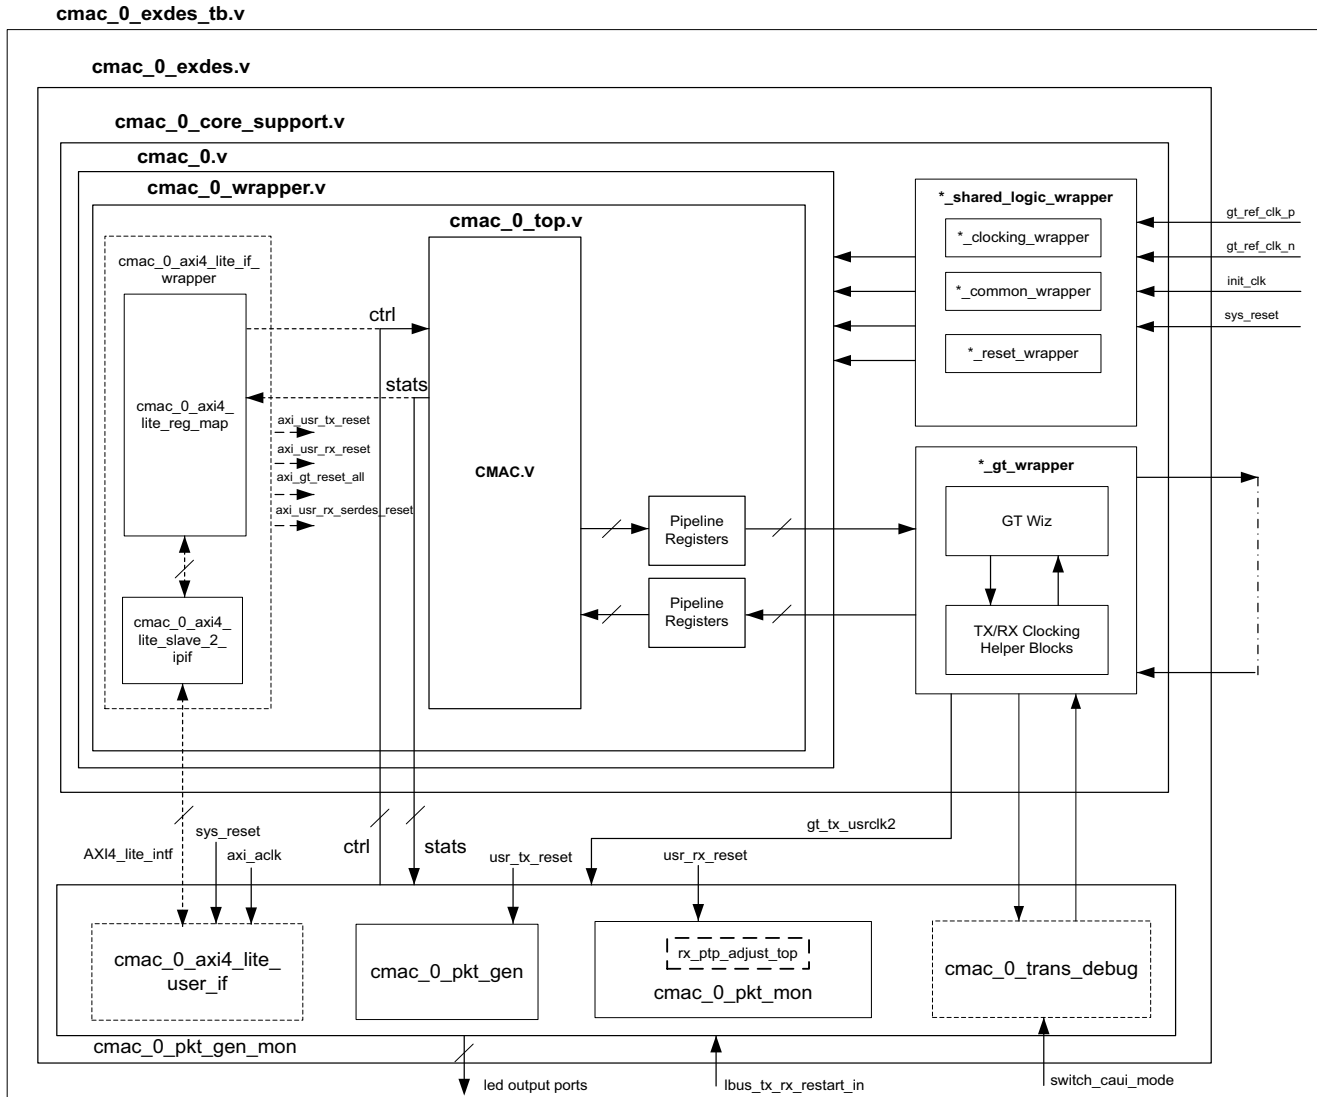 cmac_0_exdes_tb.v
cmac_0_exdes.v
cmac_0_core_support.v
cmac_0.v
cmac_0_wrapper.v
cmac_0_top.v
cmac_0_axi4_lite_if_
wrapper
cmac_0_axi4_
lite_reg_map
cmac_0_axi4_
lite_slave_2_
ipif
ctrl
stats
axi_usr_tx_reset
axi_usr_rx_reset
axi_gt_reset_all
axi_usr_rx_serdes_reset
CMAC.V
Pipeline
Registers
Pipeline
Registers
*_shared_logic_wrapper
*_clocking_wrapper
*_common_wrapper
*_reset_wrapper
gt_ref_clk_p
gt_ref_clk_n
init_clk
sys_reset
*_gt_wrapper
GT Wiz
TX/RX Clocking
Helper Blocks
AXI4_lite_intf
sys_reset
axi_aclk
ctrl
stats
usr_tx_reset
usr_rx_reset
gt_tx_usrclk2
cmac_0_axi4_lite_
user_if
cmac_0_pkt_gen
rx_ptp_adjust_top
cmac_0_pkt_mon
cmac_0_trans_debug
cmac_0_pkt_gen_mon
led output ports
lbus_tx_rx_restart_in
switch_caui_mode